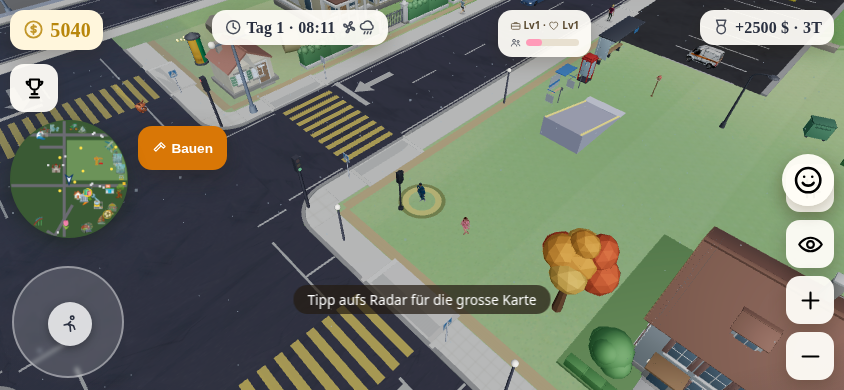 5040
Tag 1 · 08:11
Lv1 · Lv1
+2500 $ · 3T
Bauen
Tipp aufs Radar für die grosse Karte